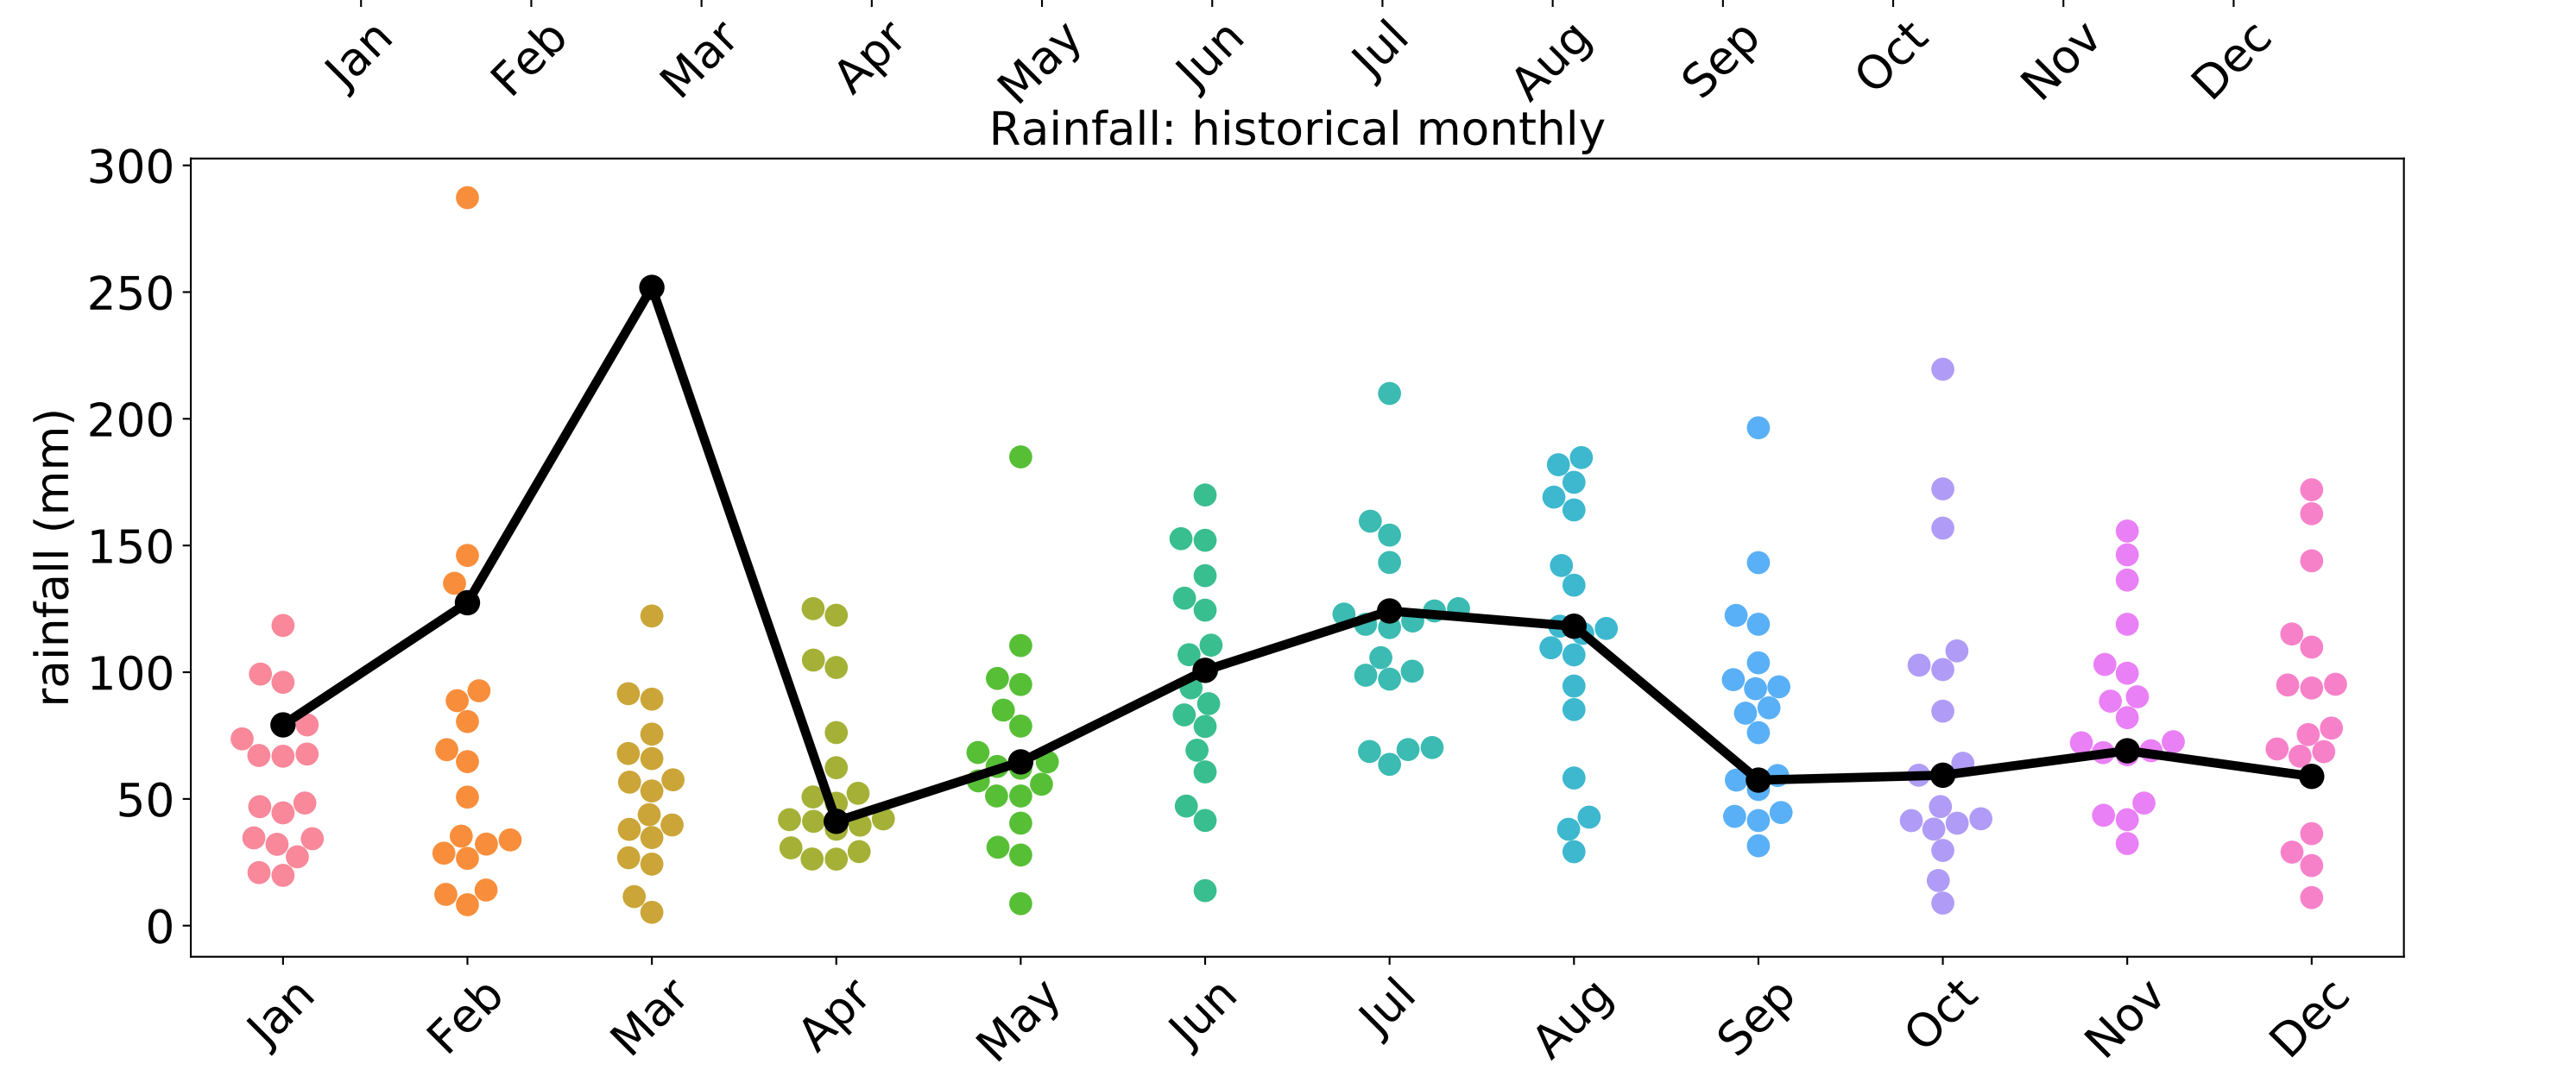 Jan Feb Mar Apr May Jun Jul Aug Sep Oct Nov Dec
Rainfall: historical monthly
300
250
200
150
100
50
0
rainfall (mm)
Jan Feb Mar Apr May Jun Jul Aug Sep Oct Nov Dec